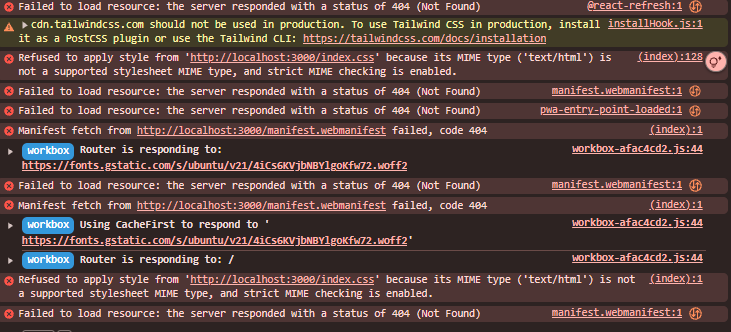 Failed to load resource: the server responded with a status of 404 (Not Found) @react-refresh:1
cdn.tailwindcss.com should not be used in production. To use Tailwind CSS in production, install installHook.js:1
it as a PostCSS plugin or use the Tailwind CLI: https://tailwindcss.com/docs/installation
Refused to apply style from 'http://localhost:3000/index.css' because its MIME type ('text/html') is (index):128
not a supported stylesheet MIME type, and strict MIME checking is enabled.
Failed to load resource: the server responded with a status of 404 (Not Found) manifest.webmanifest:1
Failed to load resource: the server responded with a status of 404 (Not Found) pwa-entry-point-loaded:1
Manifest fetch from http://localhost:3000/manifest.webmanifest failed, code 404 (index):1
workbox Router is responding to: workbox-afac4cd2.js:44
https://fonts.gstatic.com/s/ubuntu/v21/4iCs6KVjbNBYlgoKfw72.woff2
Failed to load resource: the server responded with a status of 404 (Not Found) manifest.webmanifest:1
Manifest fetch from http://localhost:3000/manifest.webmanifest failed, code 404 (index):1
workbox Using CacheFirst to respond to ' workbox-afac4cd2.js:44
https://fonts.gstatic.com/s/ubuntu/v21/4iCs6KVjbNBYlgoKfw72.woff2'
workbox Router is responding to: / workbox-afac4cd2.js:44
Refused to apply style from 'http://localhost:3000/index.css' because its MIME type ('text/html') is not (index):1
a supported stylesheet MIME type, and strict MIME checking is enabled.
Failed to load resource: the server responded with a status of 404 (Not Found) manifest.webmanifest:1